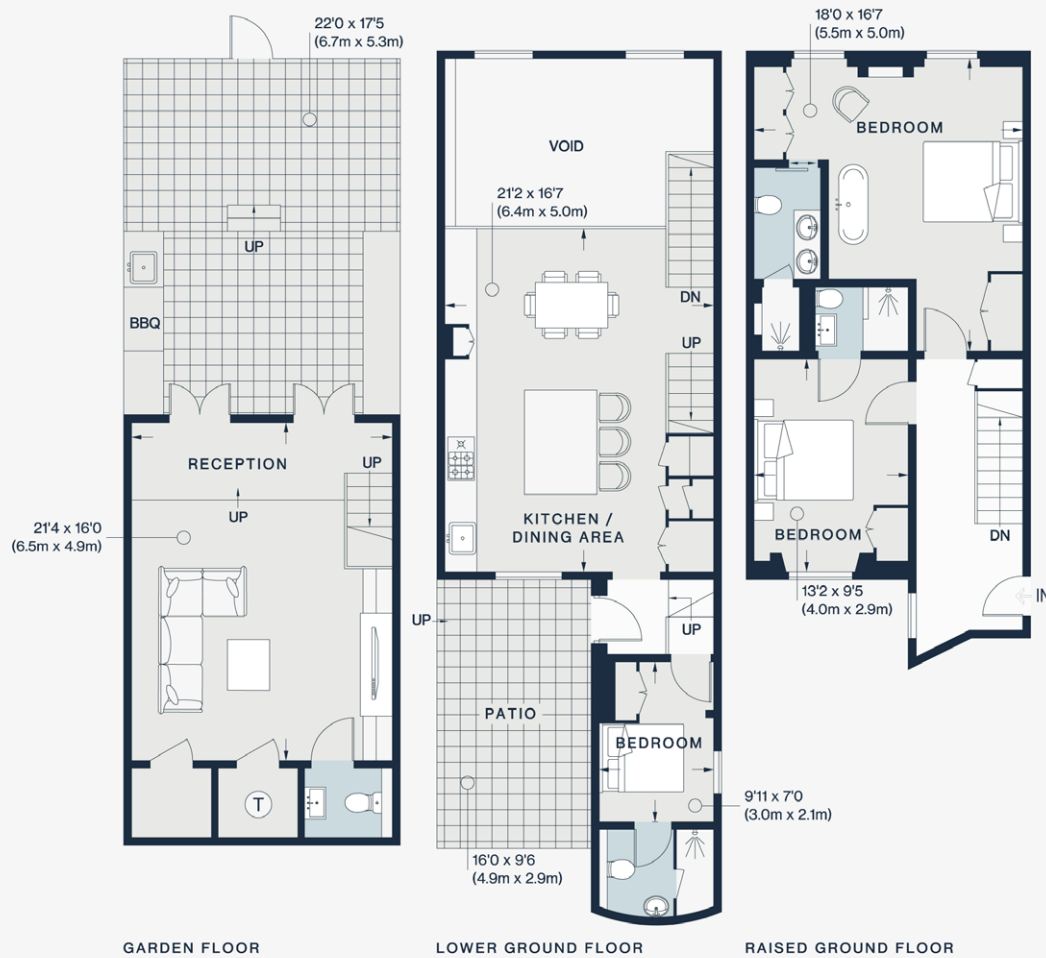 22'0 x 17'5
(6.7m x 5.3m)
UP
BBQ
RECEPTION
UP
UP
21'4 x 16'0
(6.5m x 4.9m)
T
GARDEN FLOOR
VOID
21'2 x 16'7
(6.4m x 5.0m)
DN
UP
KITCHEN /
DINING AREA
UP
UP
PATIO
BEDROOM
9'11 x 7'0
(3.0m x 2.1m)
16'0 x 9'6
(4.9m x 2.9m)
LOWER GROUND FLOOR
18'0 x 16'7
(5.5m x 5.0m)
BEDROOM
BEDROOM
DN
13'2 x 9'5
(4.0m x 2.9m)
IN
RAISED GROUND FLOOR